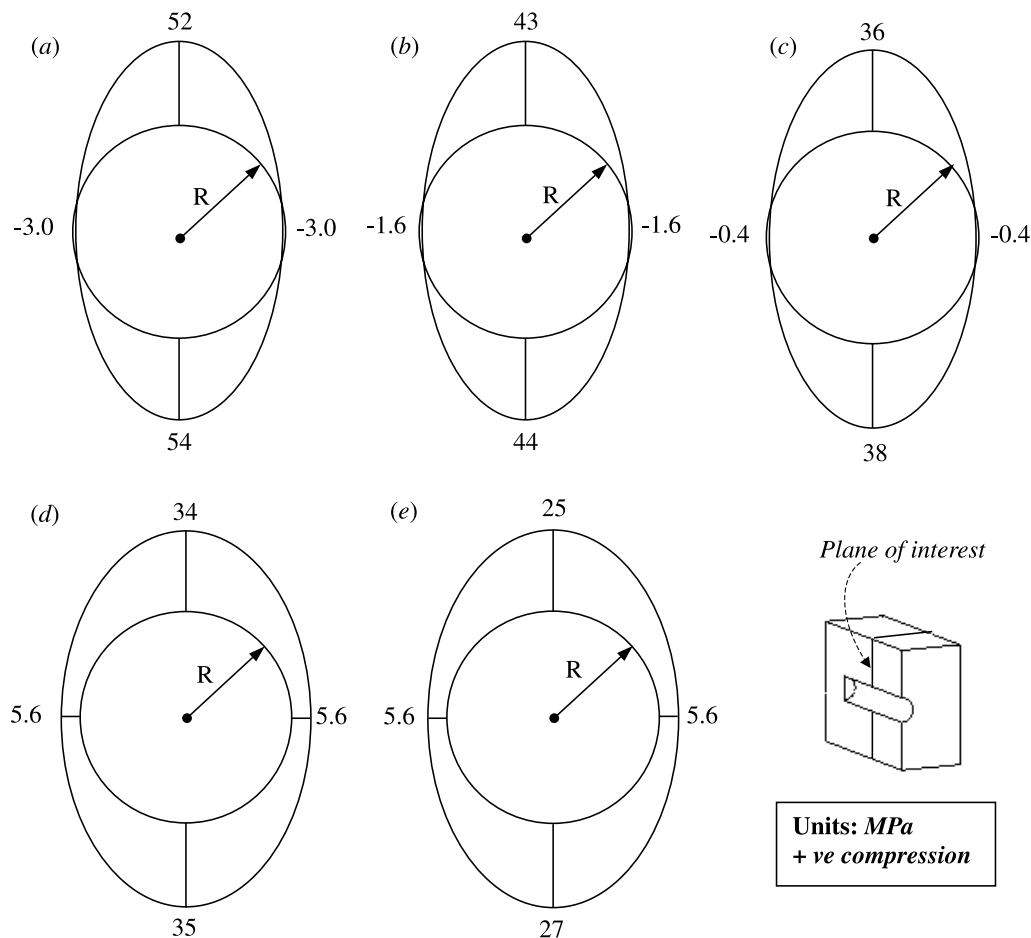 (a)
52
R
-3.0
-3.0
54
(b)
43
R
-1.6
-1.6
44
(c)
36
R
-0.4
-0.4
38
(d)
34
R
5.6
5.6
35
(e)
25
R
5.6
5.6
27
Plane of interest
Units: MPa
+ ve compression